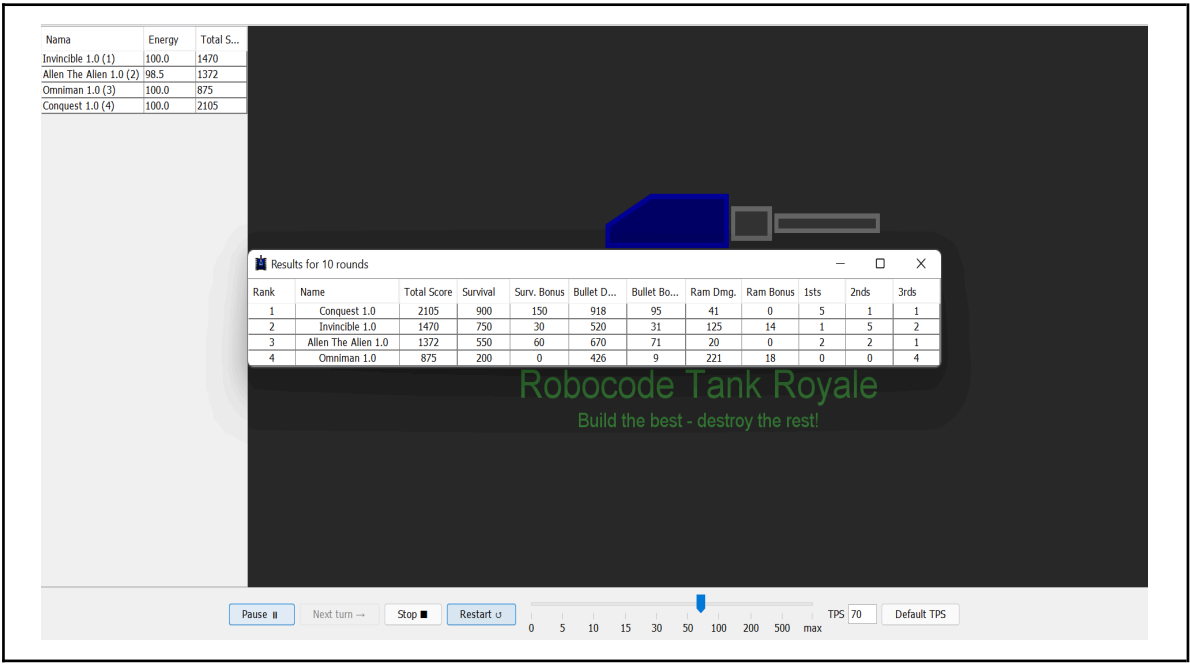 Nama Energy Total S...
Invincible 1.0 (1) 100.0 1470
Allen The Alien 1.0 (2) 98.5 1372
Omniman 1.0 (3) 100.0 875
Conquest 1.0 (4) 100.0 2105
Results for 10 rounds
Rank Name Total Score Survival Surv. Bonus Bullet D... Bullet Bo... Ram Dmg. Ram Bonus 1sts 2nds 3rds
1 Conquest 1.0 2105 900 150 918 95 41 0 5 1 1
2 Invincible 1.0 1470 750 30 520 31 125 14 1 5 2
3 Allen The Alien 1.0 1372 550 60 670 71 20 0 2 2 1
4 Omniman 1.0 875 200 0 426 9 221 18 0 0 4
Robocode Tank Royale
Build the best - destroy the rest!
Pause Next turn → Stop Restart ↺ TPS 70 Default TPS
0 5 10 15 30 50 100 200 500 max